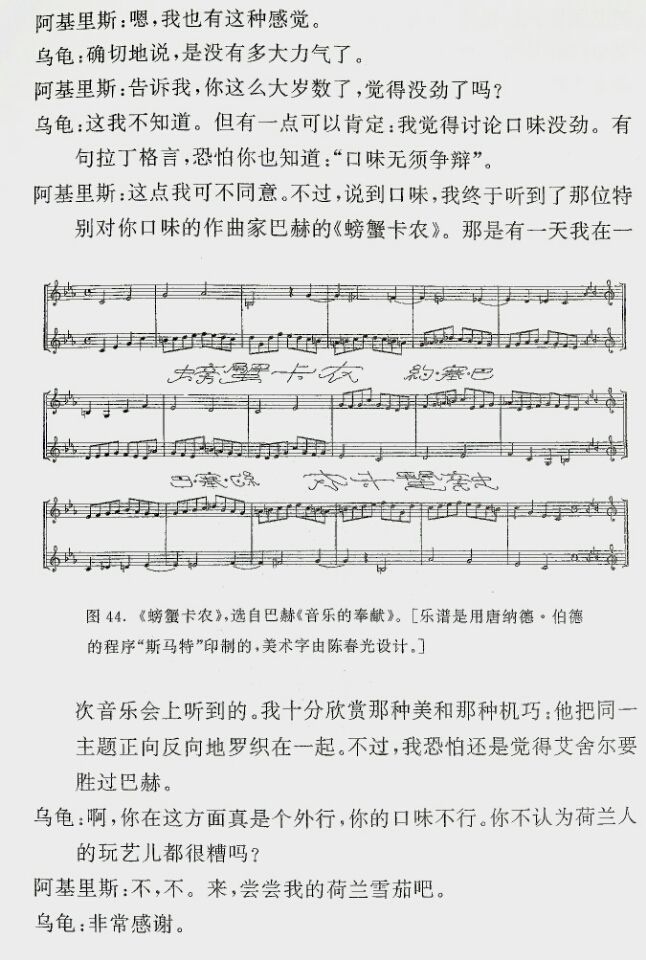 阿基里斯:嗯,我也有这种感觉。
乌龟:确切地说,是没有多大力气了。
阿基里斯:告诉我,你这么大岁数了,觉得没劲了吗?
乌龟:这我不知道。但有一点可以肯定:我觉得讨论口味没劲。有
句拉丁格言,恐怕你也知道:“口味无须争辩”。
阿基里斯:这点我可不同意。不过,说到口味,我终于听到了那位特
别对你口味的作曲家巴赫的《螃蟹卡农》。那是有一天我在一
螃蟹卡农 約·塞·巴
图 44. 《螃蟹卡农》,选自巴赫《音乐的奉献》。[乐谱是用唐纳德·伯德
的程序“斯马特”印制的,美术字由陈春光设计。]
次音乐会上听到的。我十分欣赏那种美和那种机巧:他把同一
主题正向反向地罗织在一起。不过,我恐怕还是觉得艾舍尔要
胜过巴赫。
乌龟:啊,你在这方面真是个外行,你的口味不行。你不认为荷兰人
的玩艺儿都很糟吗?
阿基里斯:不,不。来,尝尝我的荷兰雪茄吧。
乌龟:非常感谢。